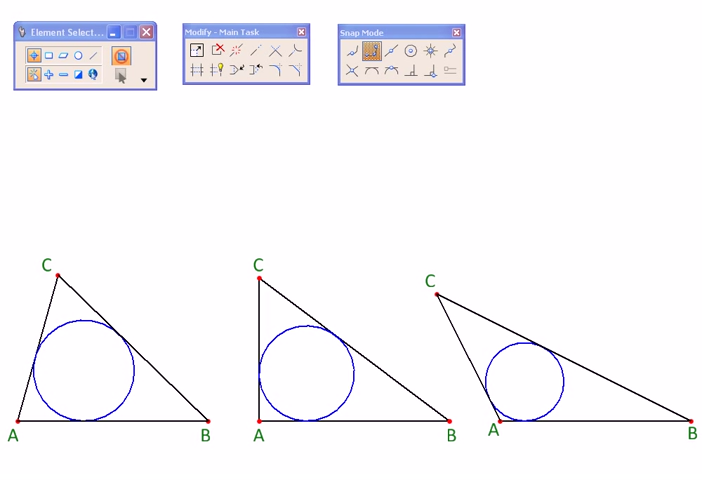 Element Select...
Modify - Main Task
Snap Mode
C
C
C
A
B
A
B
A
B